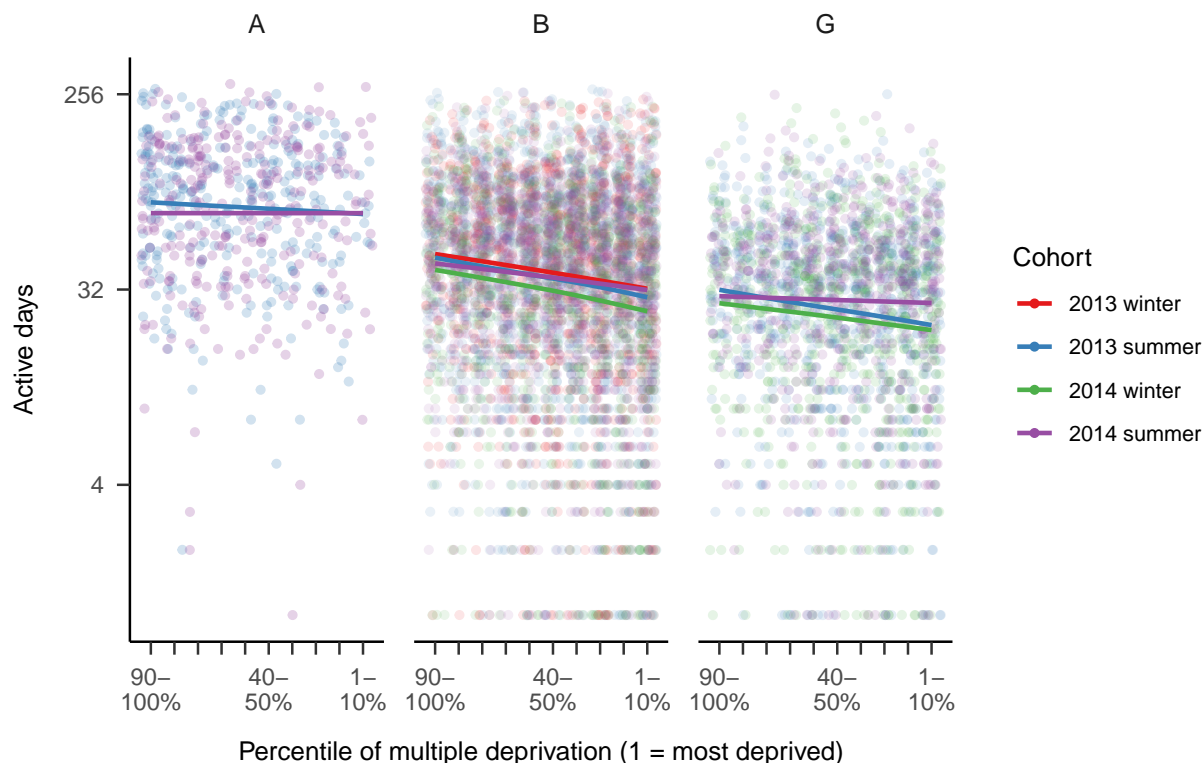 A B G
256
32
4
Active days
90–
100%
40–
50%
1–
10%
90–
100%
40–
50%
1–
10%
90–
100%
40–
50%
1–
10%
Percentile of multiple deprivation (1 = most deprived)
Cohort
2013 winter
2013 summer
2014 winter
2014 summer